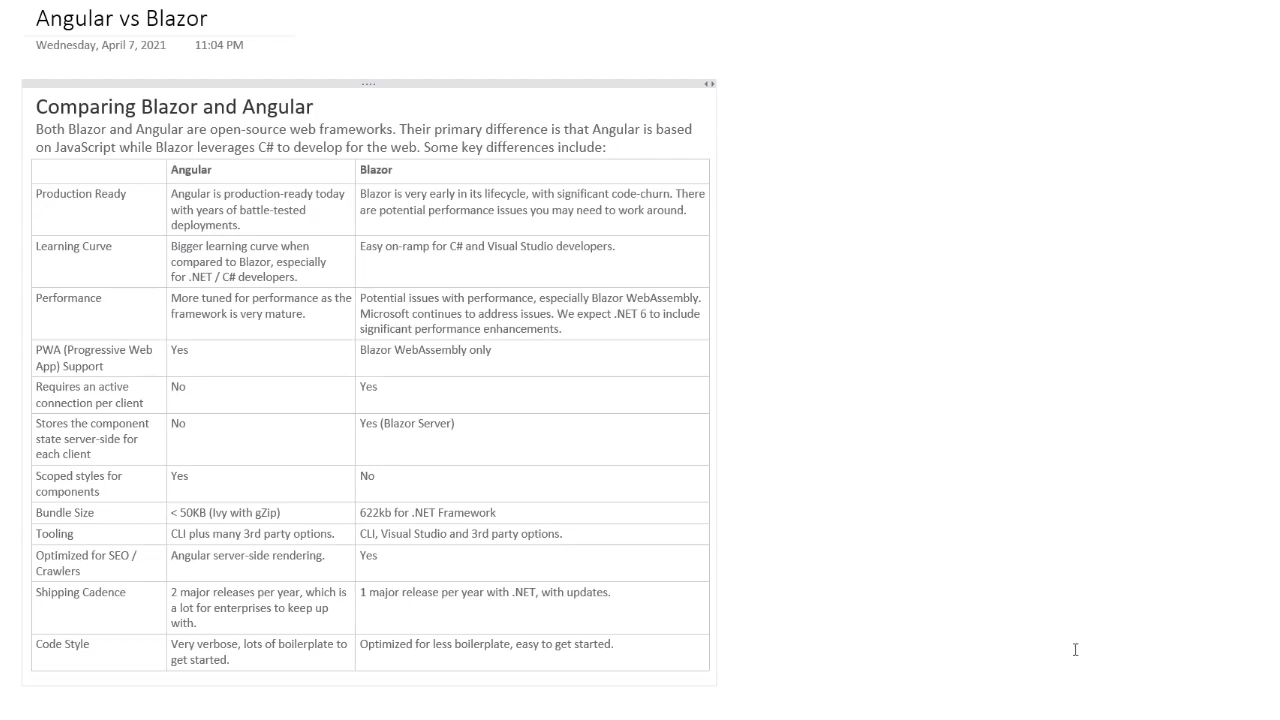 Angular vs Blazor
Wednesday, April 7, 2021 11:04 PM
Comparing Blazor and Angular
Both Blazor and Angular are open-source web frameworks. Their primary difference is that Angular is based
on JavaScript while Blazor leverages C# to develop for the web. Some key differences include:
Angular Blazor
Production Ready Angular is production-ready today Blazor is very early in its lifecycle, with significant code-churn. There
with years of battle-tested are potential performance issues you may need to work around.
deployments.
Learning Curve Bigger learning curve when Easy on-ramp for C# and Visual Studio developers.
compared to Blazor, especially
for .NET / C# developers.
Performance More tuned for performance as the Potential issues with performance, especially Blazor WebAssembly.
framework is very mature. Microsoft continues to address issues. We expect .NET 6 to include
significant performance enhancements.
PWA (Progressive Web Yes Blazor WebAssembly only
App) Support
Requires an active No Yes
connection per client
Stores the component No Yes (Blazor Server)
state server-side for
each client
Scoped styles for Yes No
components
Bundle Size < 50KB (Ivy with gZip) 622kb for .NET Framework
Tooling CLI plus many 3rd party options. CLI, Visual Studio and 3rd party options.
Optimized for SEO / Angular server-side rendering. Yes
Crawlers
Shipping Cadence 2 major releases per year, which is 1 major release per year with .NET, with updates.
a lot for enterprises to keep up
with.
Code Style Very verbose, lots of boilerplate to Optimized for less boilerplate, easy to get started.
get started.